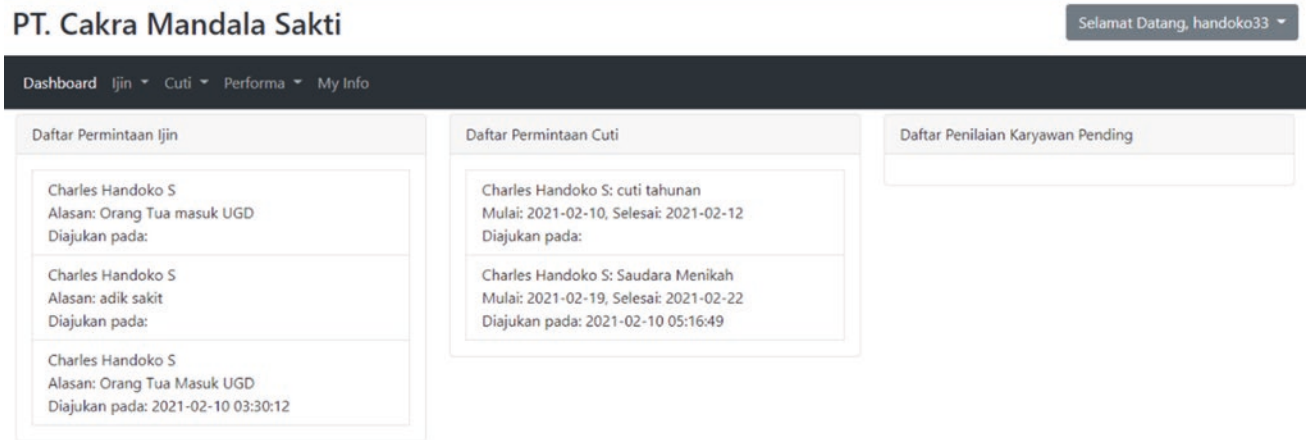 PT. Cakra Mandala Sakti
Selamat Datang, handoko33
Dashboard Ijin Cuti Performa My Info
Daftar Permintaan Ijin
Charles Handoko S
Alasan: Orang Tua masuk UGD
Diajukan pada:
Charles Handoko S
Alasan: adik sakit
Diajukan pada:
Charles Handoko S
Alasan: Orang Tua Masuk UGD
Diajukan pada: 2021-02-10 03:30:12
Daftar Permintaan Cuti
Charles Handoko S: cuti tahunan
Mulai: 2021-02-10, Selesai: 2021-02-12
Diajukan pada:
Charles Handoko S: Saudara Menikah
Mulai: 2021-02-19, Selesai: 2021-02-22
Diajukan pada: 2021-02-10 05:16:49
Daftar Penilaian Karyawan Pending